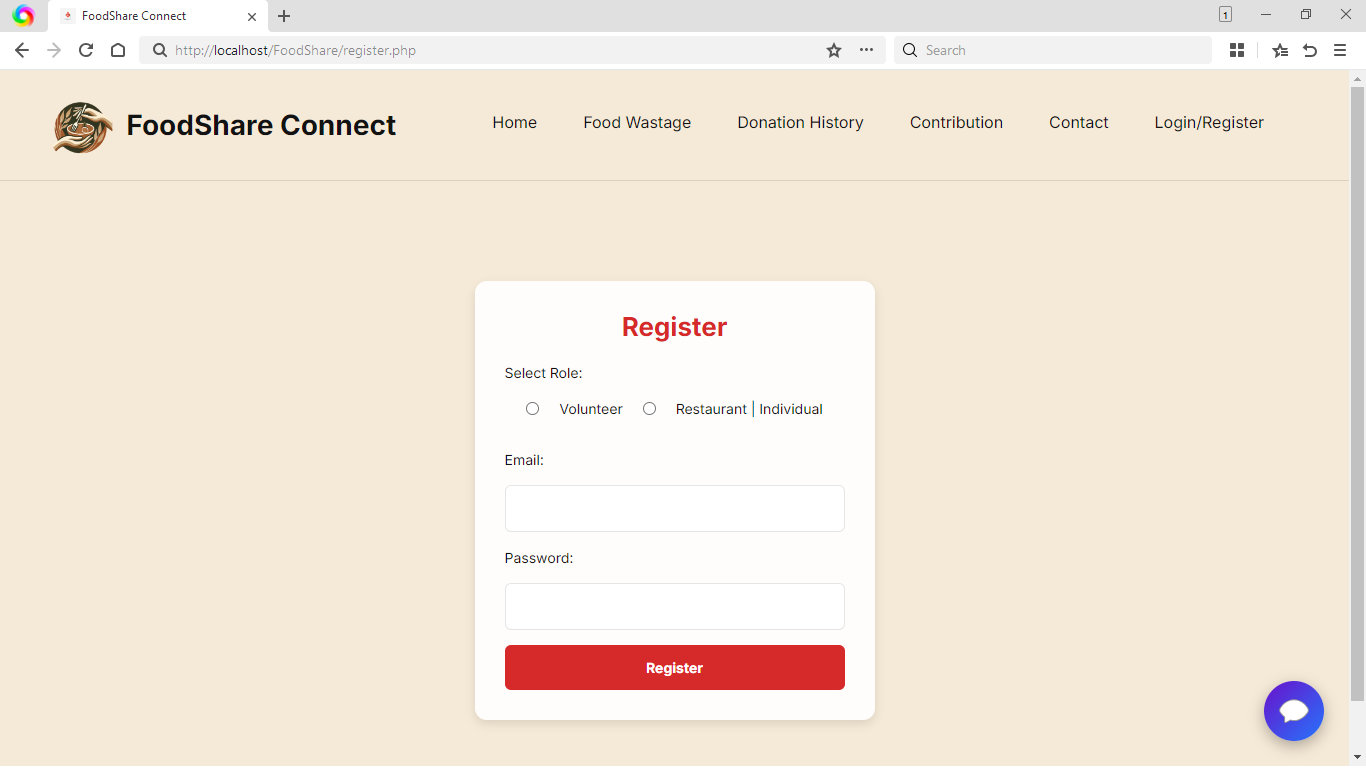 FoodShare Connect
1
http://localhost/FoodShare/register.php
Search
FoodShare Connect
Home Food Wastage Donation History Contribution Contact Login/Register
Register
Select Role:
Volunteer Restaurant | Individual
Email:
Password:
Register